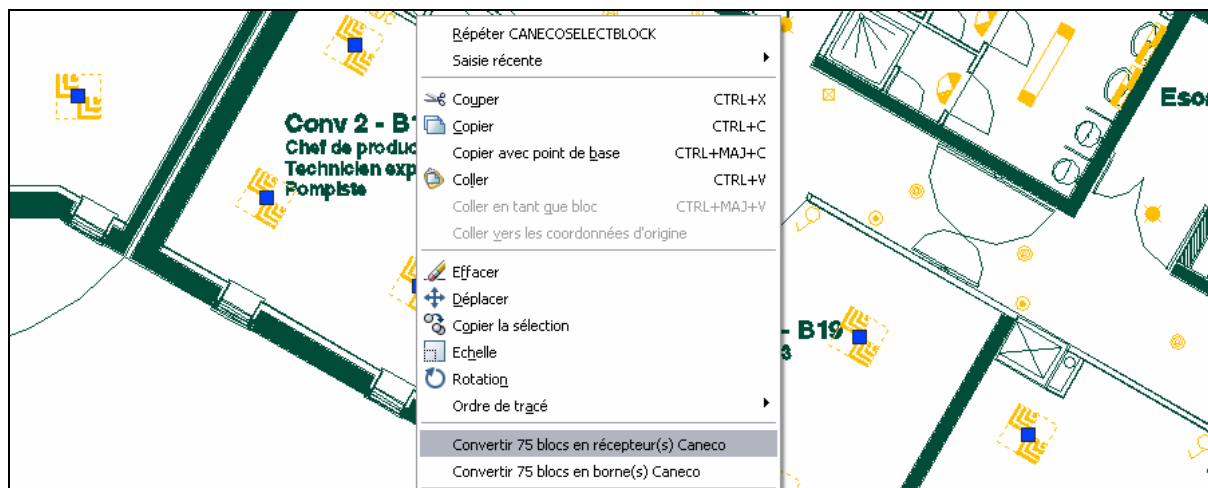 Répéter CANECOSELECTBLOCK
Saisie récente
Couper CTRL+X
Copier CTRL+C
Copier avec point de base CTRL+MAJ+C
Coller CTRL+V
Coller en tant que bloc CTRL+MAJ+V
Coller vers les coordonnées d'origine
Effacer
Déplacer
Copier la sélection
Echelle
Rotation
Ordre de tracé
Convertir 75 blocs en récepteur(s) Caneco
Convertir 75 blocs en borne(s) Caneco
Conv 2 - B
Chef de produc
Technicien exp
Pompiste
- B19
Eso